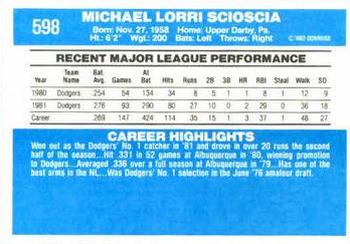 598
MICHAEL LORRI SCIOSCIA
Born: Nov. 27, 1958 Home: Upper Darby, Pa.
Ht.: 6'2" Wgt.: 200 Bats: Left Throws: Right
© 1982 DONRUSS
RECENT MAJOR LEAGUE PERFORMANCE
Year Team Name Bat. Avg. Games At Bat Hits Runs 2B 3B HR RBI Steal Walk SO
1980 Dodgers .254 54 134 34 8 5 1 1 8 1 12 9
1981 Dodgers .276 93 290 80 27 10 0 2 29 0 36 18
Career .269 147 424 114 35 15 1 3 37 1 48 27
CAREER HIGHLIGHTS
Won out as the Dodgers' No. 1 catcher in '81 and drove in over 20 runs the second
half of the season... Hit .331 in 52 games at Albuquerque in '80, winning promotion
to Dodgers...Averaged .336 over a full season at Albuquerque in '79...Has one of
the best arms in the NL...Was Dodgers' No. 1 selection in the June '76 amateur draft.